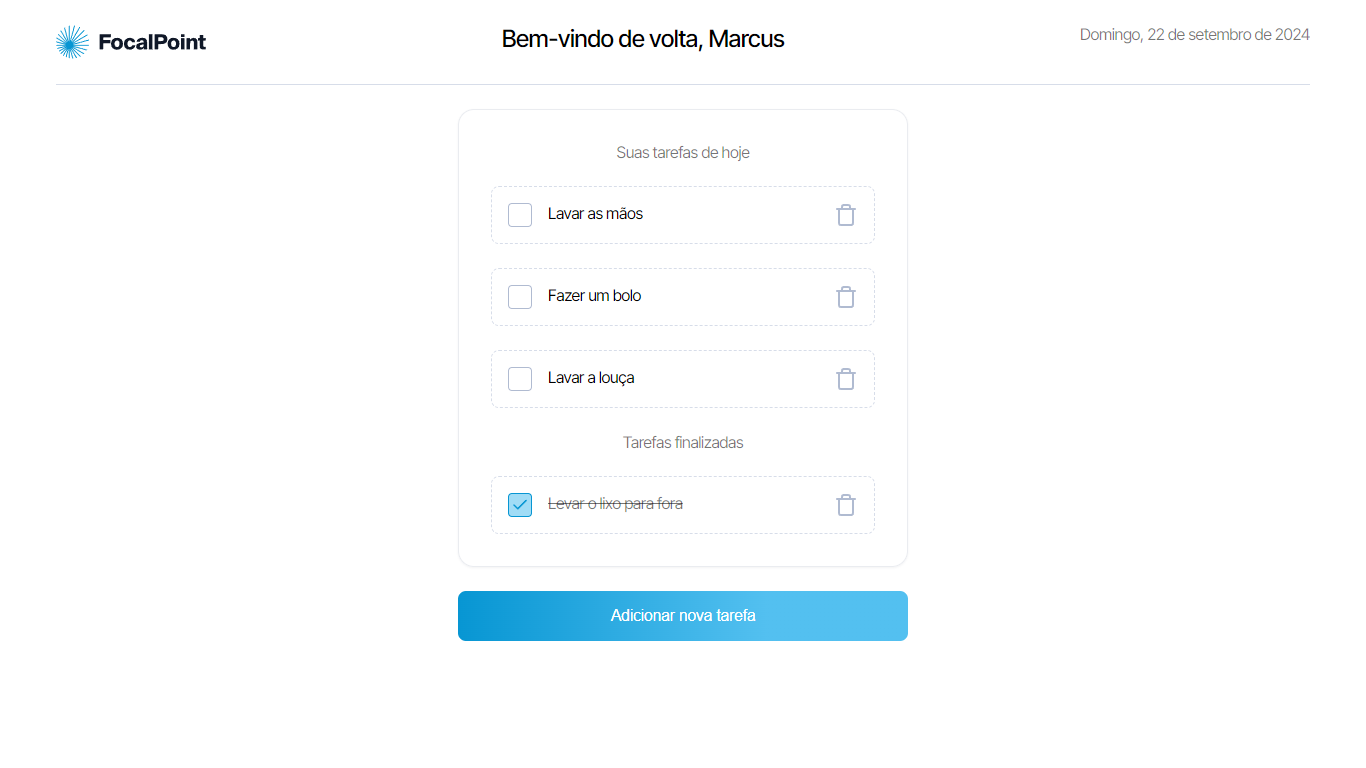 FocalPoint
Bem-vindo de volta, Marcus
Domingo, 22 de setembro de 2024
Suas tarefas de hoje
Lavar as mãos
Fazer um bolo
Lavar a louça
Tarefas finalizadas
Levar o lixo para fora
Adicionar nova tarefa